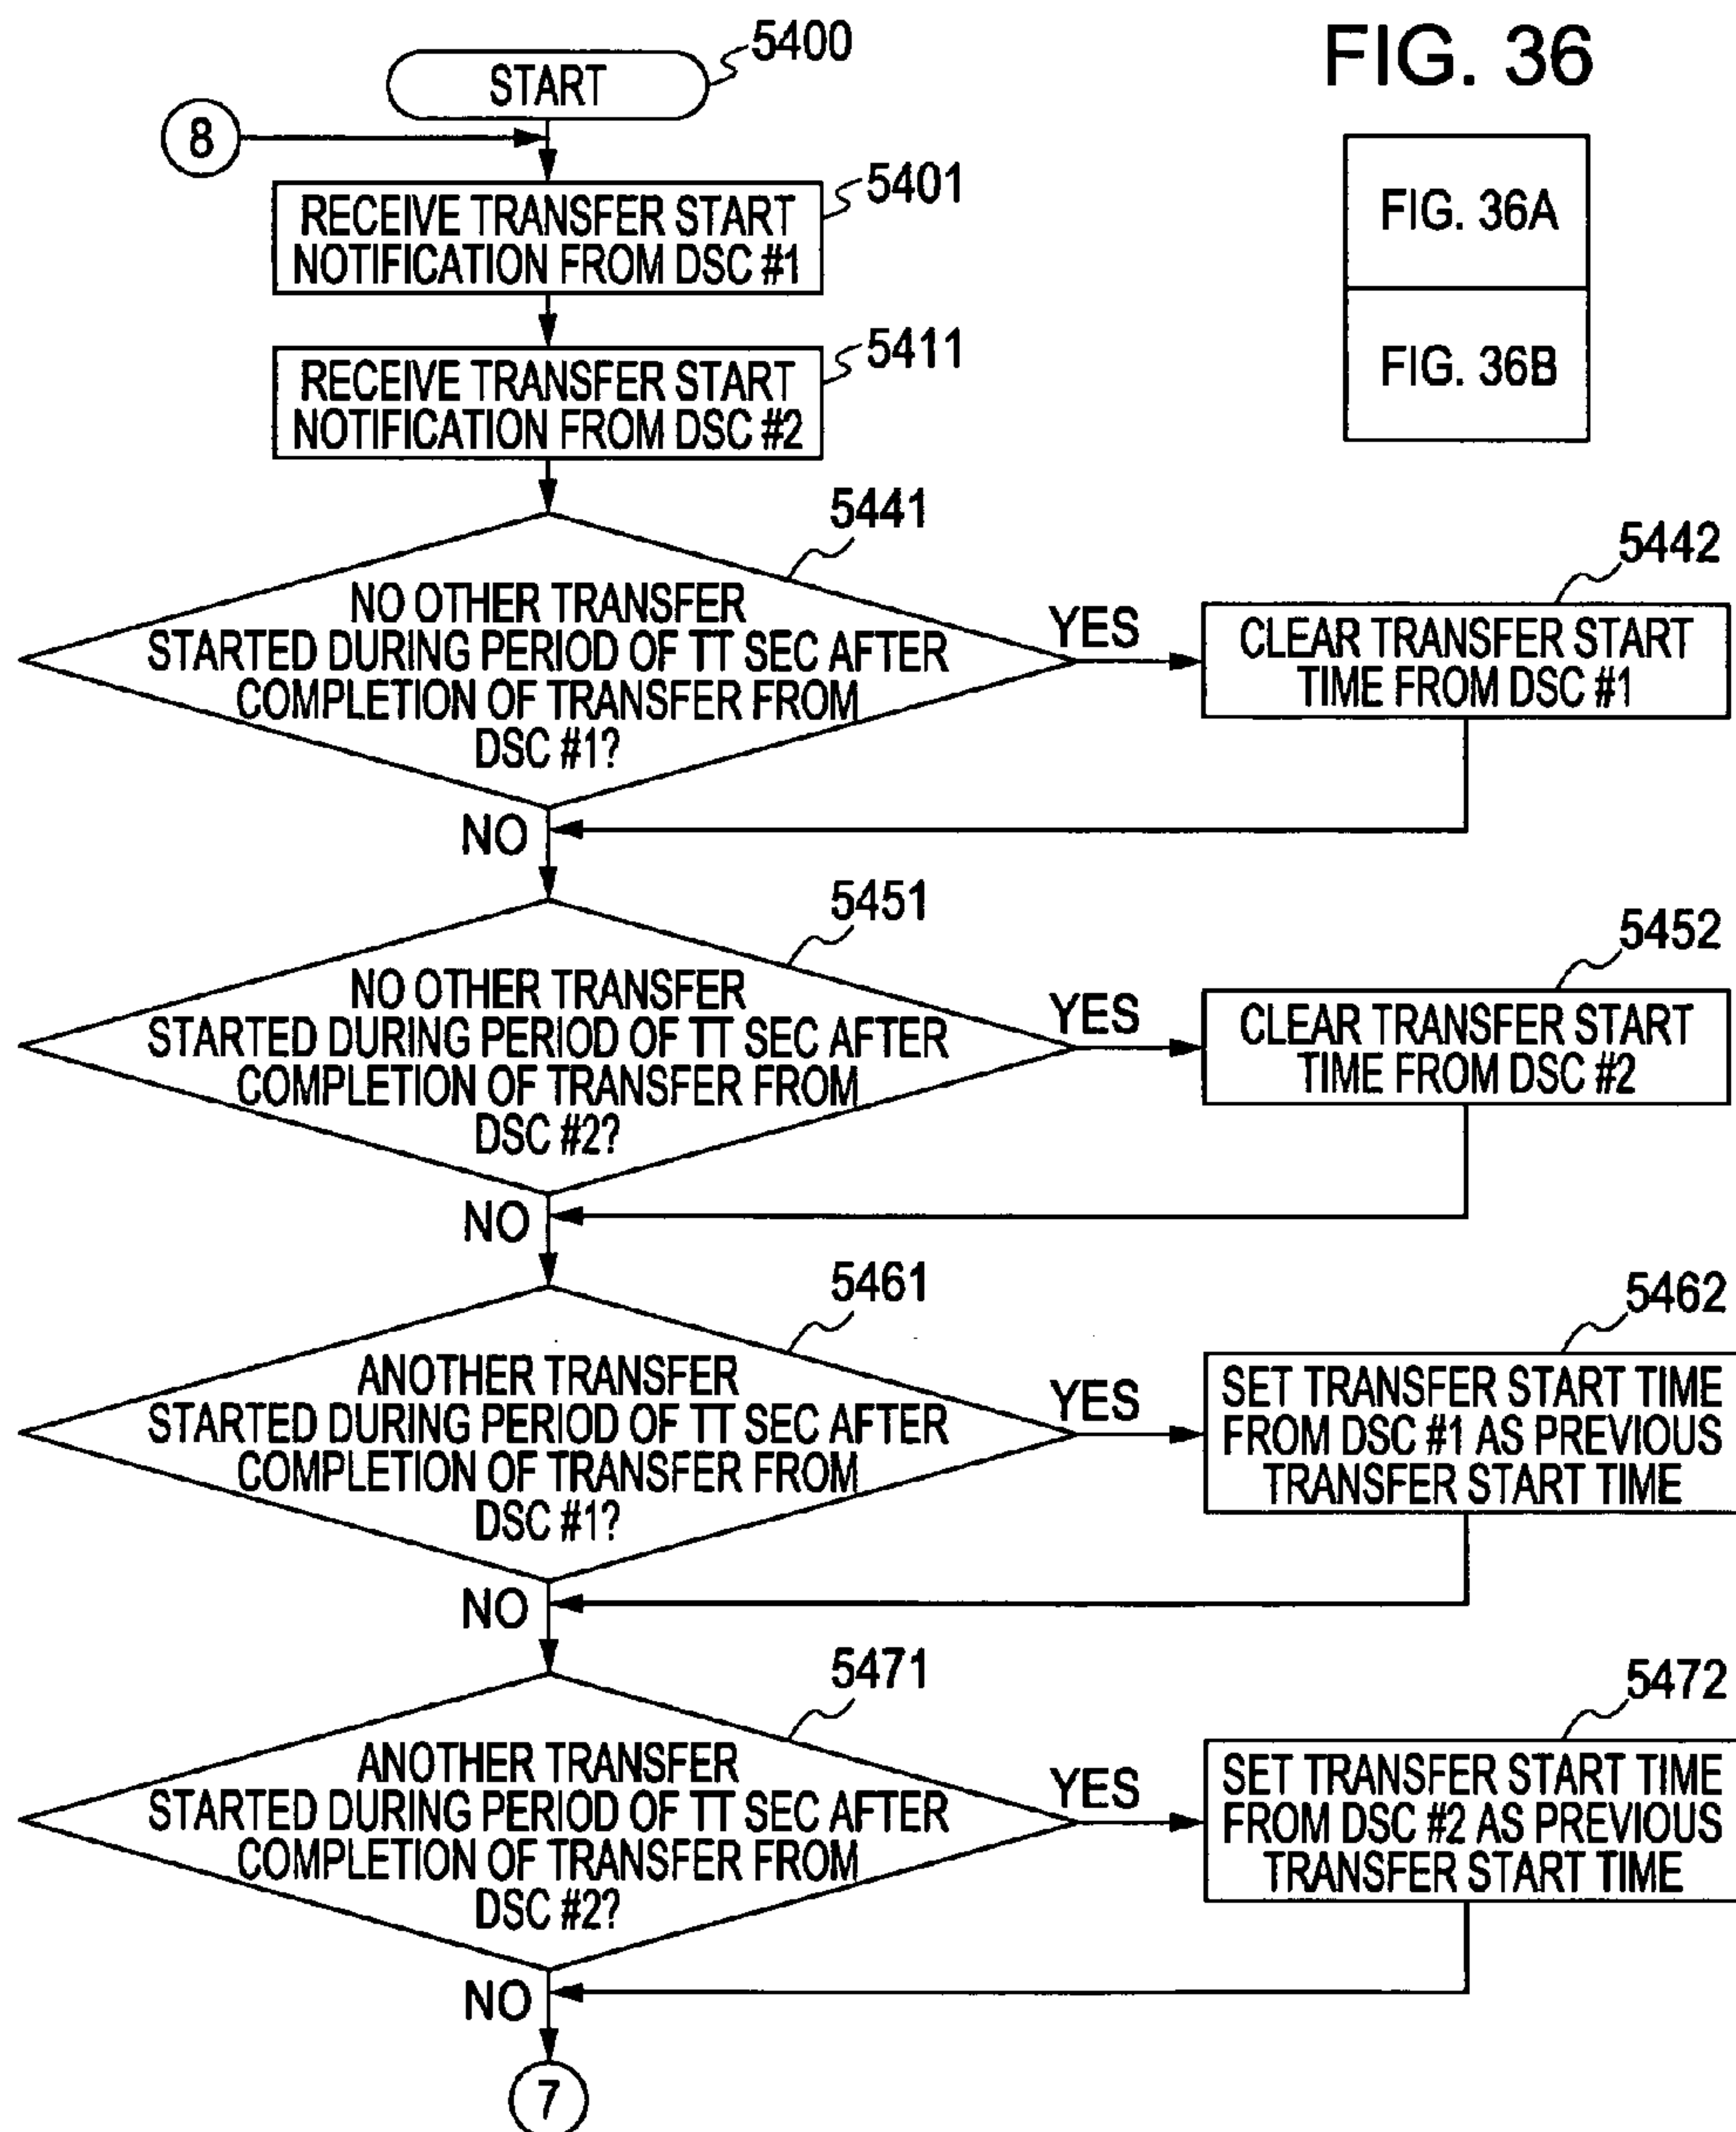 FIG. 36
FIG. 36A
FIG. 36B
5400
START
8
5401
RECEIVE TRANSFER START
NOTIFICATION FROM DSC #1
5411
RECEIVE TRANSFER START
NOTIFICATION FROM DSC #2
5441
NO OTHER TRANSFER
STARTED DURING PERIOD OF TT SEC AFTER
COMPLETION OF TRANSFER FROM
DSC #1?
YES
5442
CLEAR TRANSFER START
TIME FROM DSC #1
NO
5451
NO OTHER TRANSFER
STARTED DURING PERIOD OF TT SEC AFTER
COMPLETION OF TRANSFER FROM
DSC #2?
YES
5452
CLEAR TRANSFER START
TIME FROM DSC #2
NO
5461
ANOTHER TRANSFER
STARTED DURING PERIOD OF TT SEC AFTER
COMPLETION OF TRANSFER FROM
DSC #1?
YES
5462
SET TRANSFER START TIME
FROM DSC #1 AS PREVIOUS
TRANSFER START TIME
NO
5471
ANOTHER TRANSFER
STARTED DURING PERIOD OF TT SEC AFTER
COMPLETION OF TRANSFER FROM
DSC #2?
YES
5472
SET TRANSFER START TIME
FROM DSC #2 AS PREVIOUS
TRANSFER START TIME
NO
7